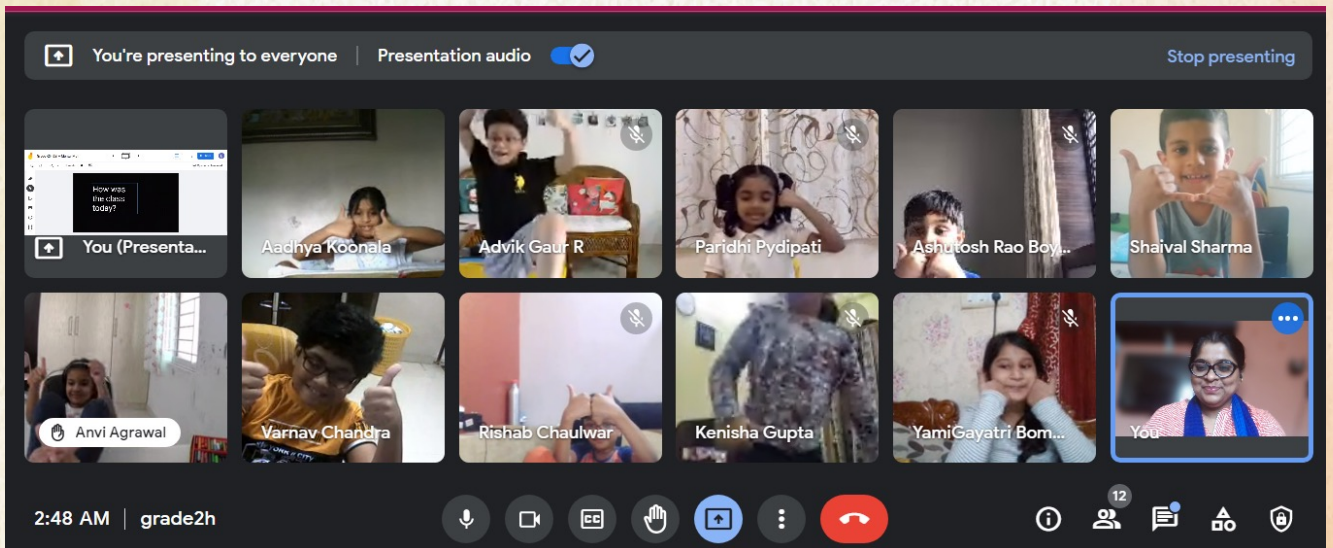 You're presenting to everyone | Presentation audio
Stop presenting
How was
the class
today?
You (Presenta...
Aadhya Koonala
Advik Gaur R
Paridhi Pydipati
Ashutosh Rao Boy...
Shaival Sharma
Anvi Agrawal
Varnav Chandra
Rishab Chaulwar
Kenisha Gupta
YamiGayatri Bom...
You
2:48 AM | grade2h
CC
12